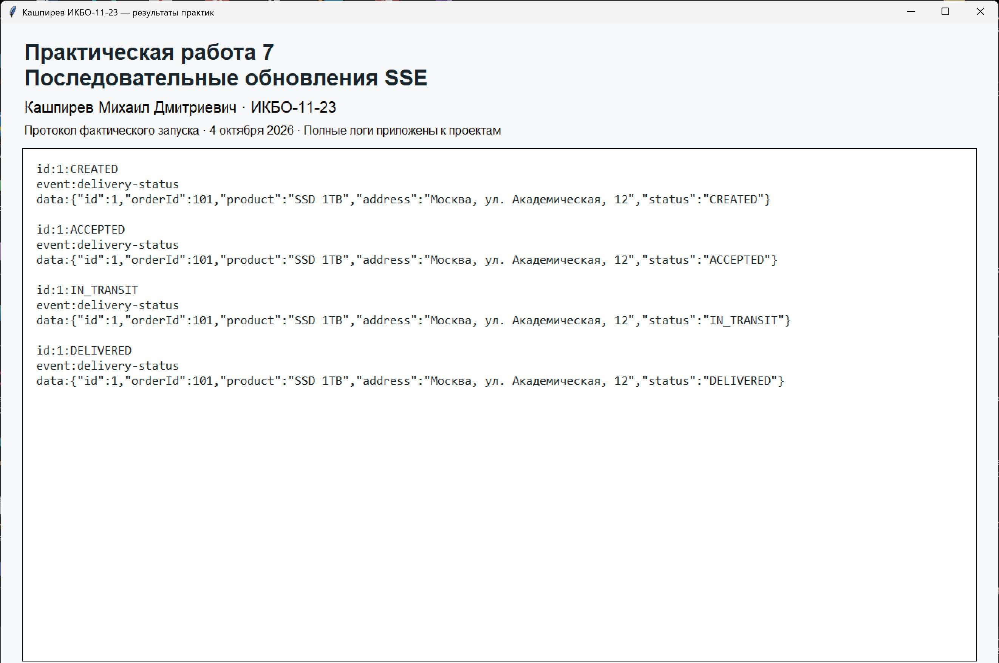 Кашпирев ИКБО-11-23 — результаты практик
Практическая работа 7
Последовательные обновления SSE
Кашпирев Михаил Дмитриевич · ИКБО-11-23
Протокол фактического запуска · 4 октября 2026 · Полные логи приложены к проектам
id:1:CREATED
event:delivery-status
data:{"id":1,"orderId":101,"product":"SSD 1TB","address":"Москва, ул. Академическая, 12","status":"CREATED"}
id:1:ACCEPTED
event:delivery-status
data:{"id":1,"orderId":101,"product":"SSD 1TB","address":"Москва, ул. Академическая, 12","status":"ACCEPTED"}
id:1:IN_TRANSIT
event:delivery-status
data:{"id":1,"orderId":101,"product":"SSD 1TB","address":"Москва, ул. Академическая, 12","status":"IN_TRANSIT"}
id:1:DELIVERED
event:delivery-status
data:{"id":1,"orderId":101,"product":"SSD 1TB","address":"Москва, ул. Академическая, 12","status":"DELIVERED"}